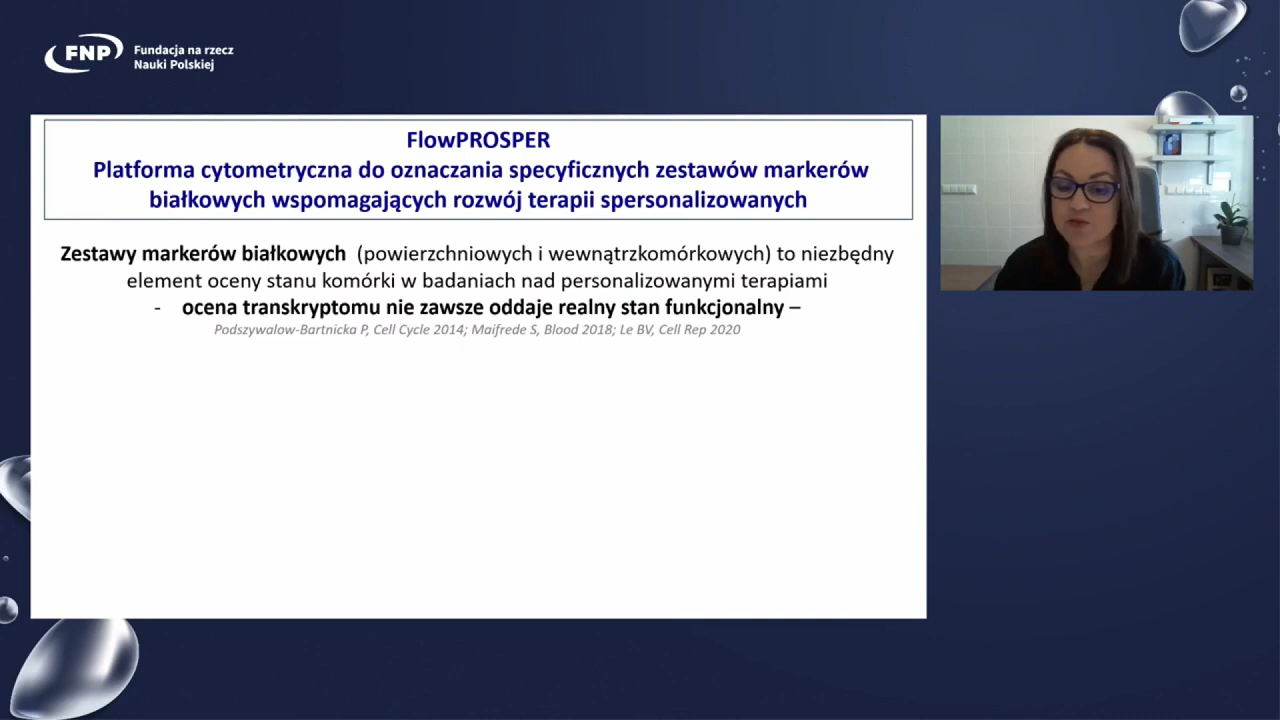 FNP
Fundacja na rzecz
Nauki Polskiej
FlowPROSPER
Platforma cytometryczna do oznaczania specyficznych zestawów markerów
białkowych wspomagających rozwój terapii spersonalizowanych
Zestawy markerów białkowych (powierzchniowych i wewnątrzkomórkowych) to niezbędny
element oceny stanu komórki w badaniach nad personalizowanymi terapiami
- ocena transkryptomu nie zawsze oddaje realny stan funkcjonalny –
Podszywalow-Bartnicka P, Cell Cycle 2014; Maifrede S, Blood 2018; Le BV, Cell Rep 2020